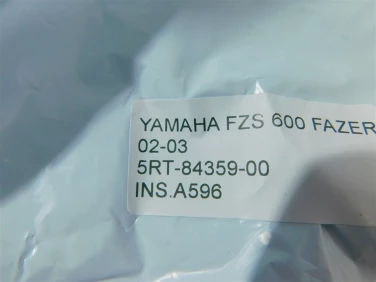 YAMAHA FZS 600 FAZER
02-03
5RT-84359-00
INS.A596